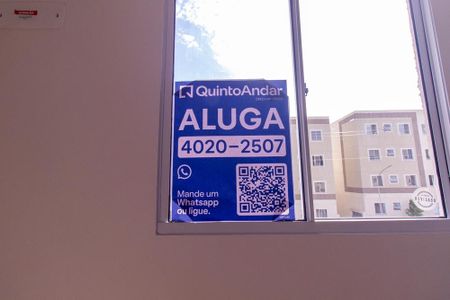 QuintoAndar
ALUGA
4020-2507
Mande um
Whatsapp
ou ligue.